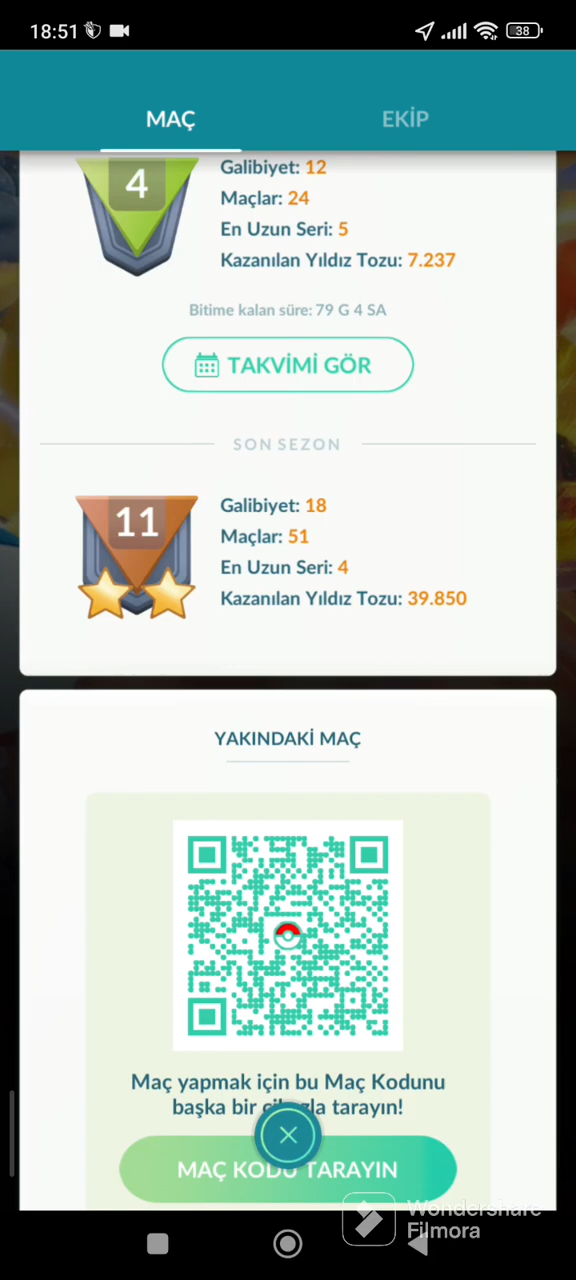 18:51
38
MAÇ
EKİP
4
Galibiyet: 12
Maçlar: 24
En Uzun Seri: 5
Kazanılan Yıldız Tozu: 7.237
Bitime kalan süre: 79 G 4 SA
TAKVİMİ GÖR
SON SEZON
11
Galibiyet: 18
Maçlar: 51
En Uzun Seri: 4
Kazanılan Yıldız Tozu: 39.850
YAKINDAKİ MAÇ
Maç yapmak için bu Maç Kodunu
başka bir cihazla tarayın!
MAÇ KODU TARAYIN
Wondershare
Filmora